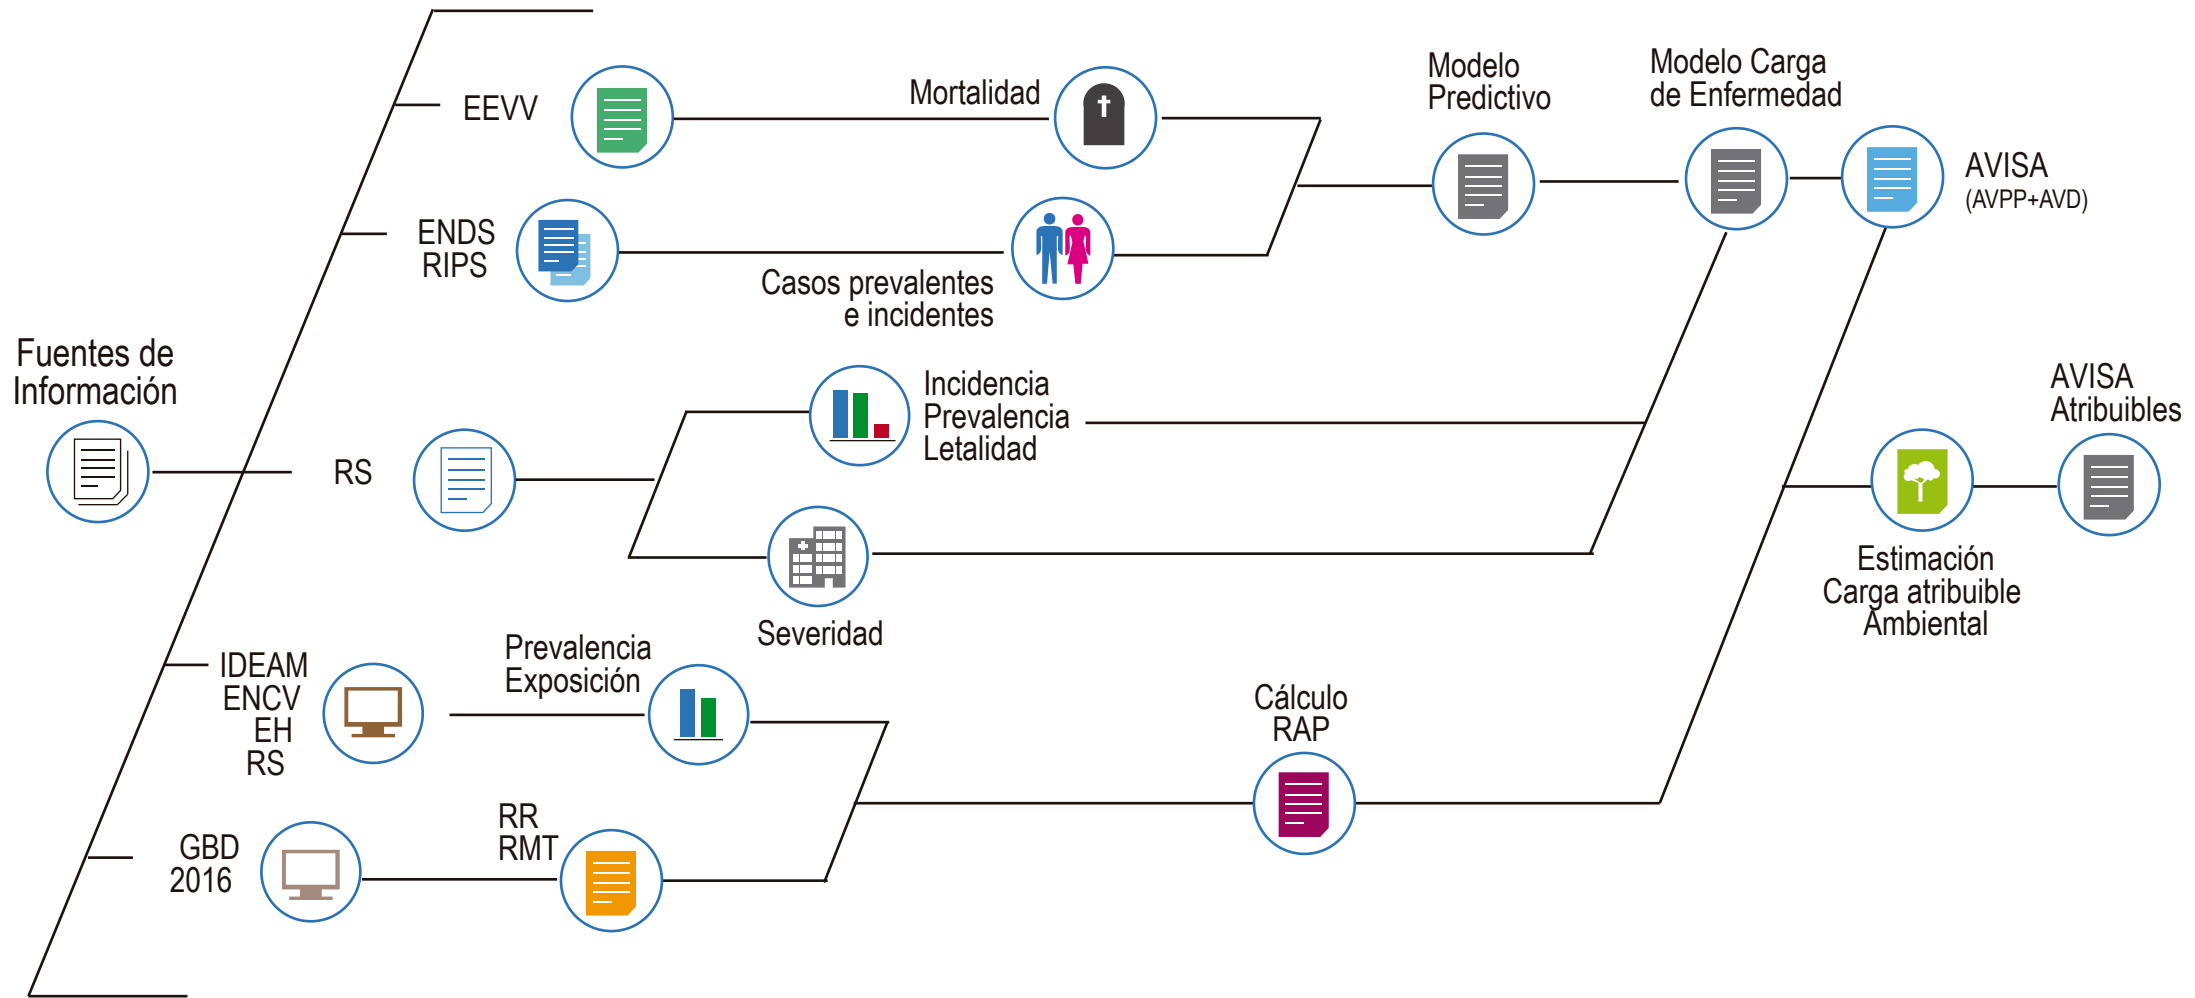 Fuentes de
Información
EEVV
Mortalidad
ENDS
RIPS
Casos prevalentes
e incidentes
Modelo
Predictivo
Modelo Carga
de Enfermedad
AVISA
(AVPP+AVD)
RS
Incidencia
Prevalencia
Letalidad
Severidad
IDEAM
ENCV
EH
RS
Prevalencia
Exposición
GBD
2016
RR
RMT
Cálculo
RAP
Estimación
Carga atribuible
Ambiental
AVISA
Atribuibles